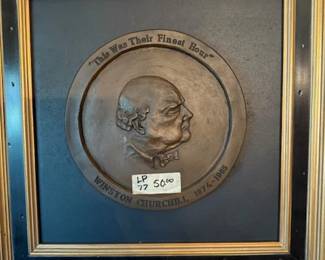 "This Was Their Finest Hour"
LP
77 50.00
WINSTON CHURCHILL 1874-1965